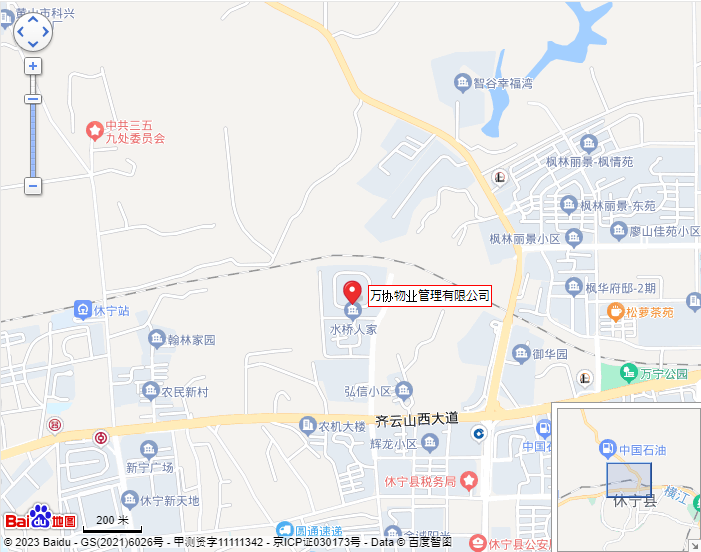 黄山市科兴
智谷幸福湾
中共三五
九处委员会
枫林丽景-枫情苑
枫林丽景-东苑
廖山佳苑小区
枫林丽景小区
枫华府邸-2期
万协物业管理有限公司
休宁站
松萝茶苑
水桥人家
翰林家园
御华园
万宁公园
农民新村
弘信小区
齐云山西大道
农机大楼
辉龙小区
中国石
新宁广场
中国石油
休宁县税务局
休宁新天地
横江
休宁县
Bai du 地图
200 米
圆通速递
金诚阳光
休宁县公安局
© 2023 Baidu - GS(2021)6026号 - 甲测资字11111342 - 京ICP证030173号 - Data © 百度智图